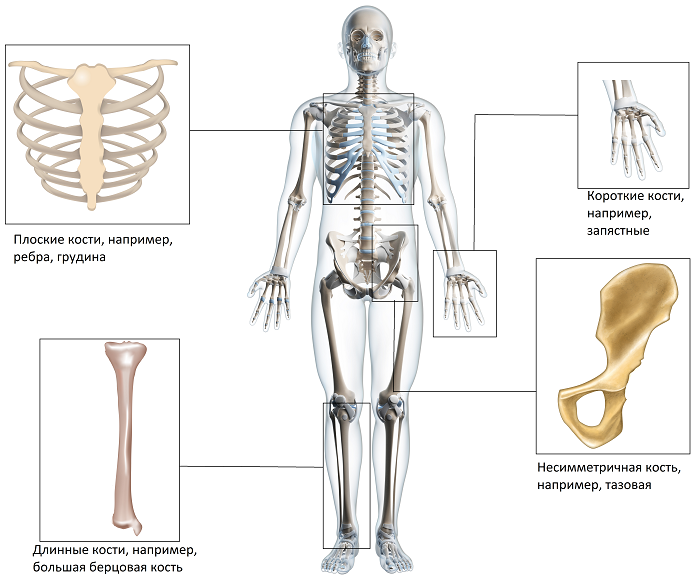 Плоские кости, например,
ребра, грудина
Короткие кости,
например,
запястные
Длинные кости, например,
большая берцовая кость
Несимметричная кость,
например, тазовая